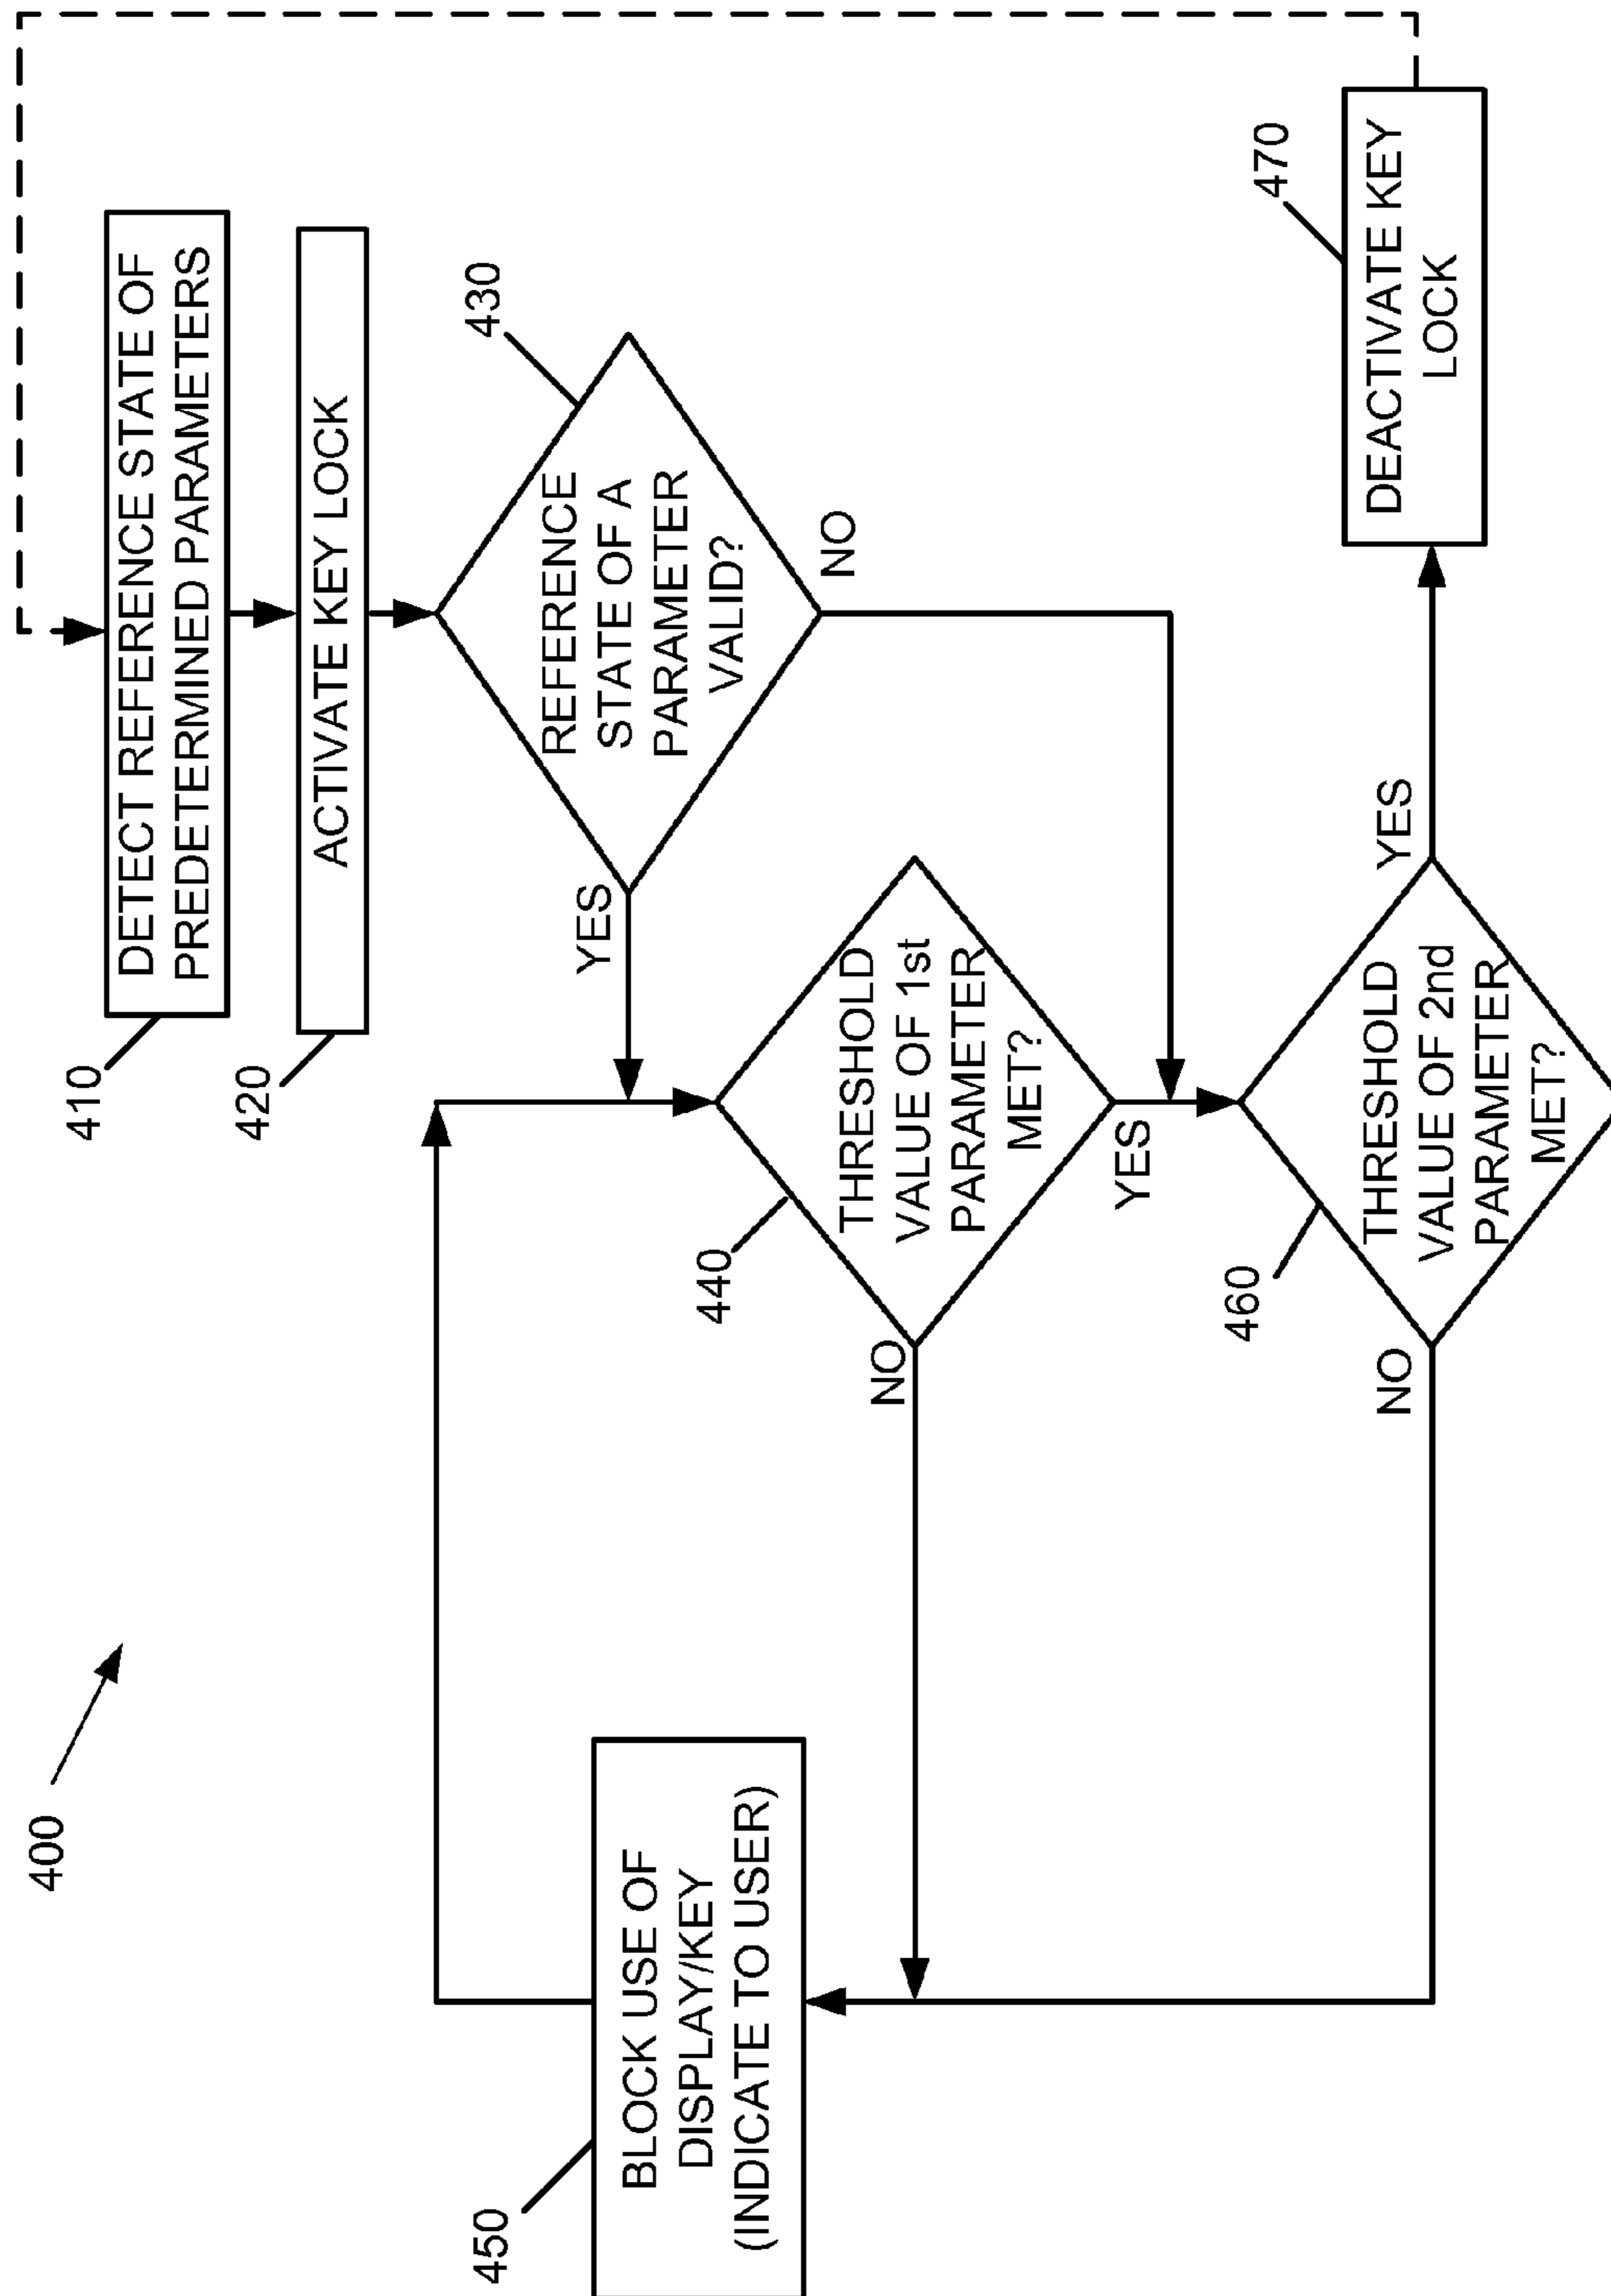 400
410
DETECT REFERENCE STATE OF
PREDETERMINED PARAMETERS
420
ACTIVATE KEY LOCK
430
REFERENCE
STATE OF A
PARAMETER
VALID?
YES
NO
440
THRESHOLD
VALUE OF 1st
PARAMETER
MET?
NO
YES
450
BLOCK USE OF
DISPLAY/KEY
(INDICATE TO USER)
460
THRESHOLD
VALUE OF 2nd
PARAMETER
MET?
NO
YES
470
DEACTIVATE KEY
LOCK